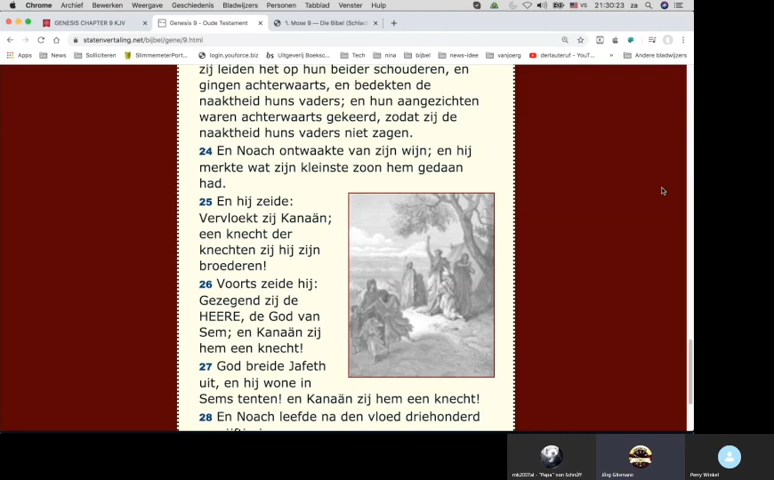 Chrome Archief Bewerken Weergave Geschiedenis Bladwijzers Personen Tabblad Venster Help
za 21:30:23
GENESIS CHAPTER 9 KJV
Genesis 9 - Oude Testament
1. Mose 9 — Die Bibel (Schlac
statenvertaling.net/bijbel/gene/9.html
Apps News Solliciteren SlimmemeterPort... login.youforce.biz Uitgeverij Boeksc... Tech nina bijbel news-idee vanjoerg derlauteruf - YouT... Andere bladwijzers
zij leiden het op hun beider schouderen, en
gingen achterwaarts, en bedekten de
naaktheid huns vaders; en hun aangezichten
waren achterwaarts gekeerd, zodat zij de
naaktheid huns vaders niet zagen.
24 En Noach ontwaakte van zijn wijn; en hij
merkte wat zijn kleinste zoon hem gedaan
had.
25 En hij zeide:
Vervloekt zij Kanaän;
een knecht der
knechten zij hij zijn
broederen!
26 Voorts zeide hij:
Gezegend zij de
HEERE, de God van
Sem; en Kanaän zij
hem een knecht!
27 God breide Jafeth
uit, en hij wone in
Sems tenten! en Kanaän zij hem een knecht!
28 En Noach leefde na den vloed driehonderd
Jörg Glismann
Perry Winkel